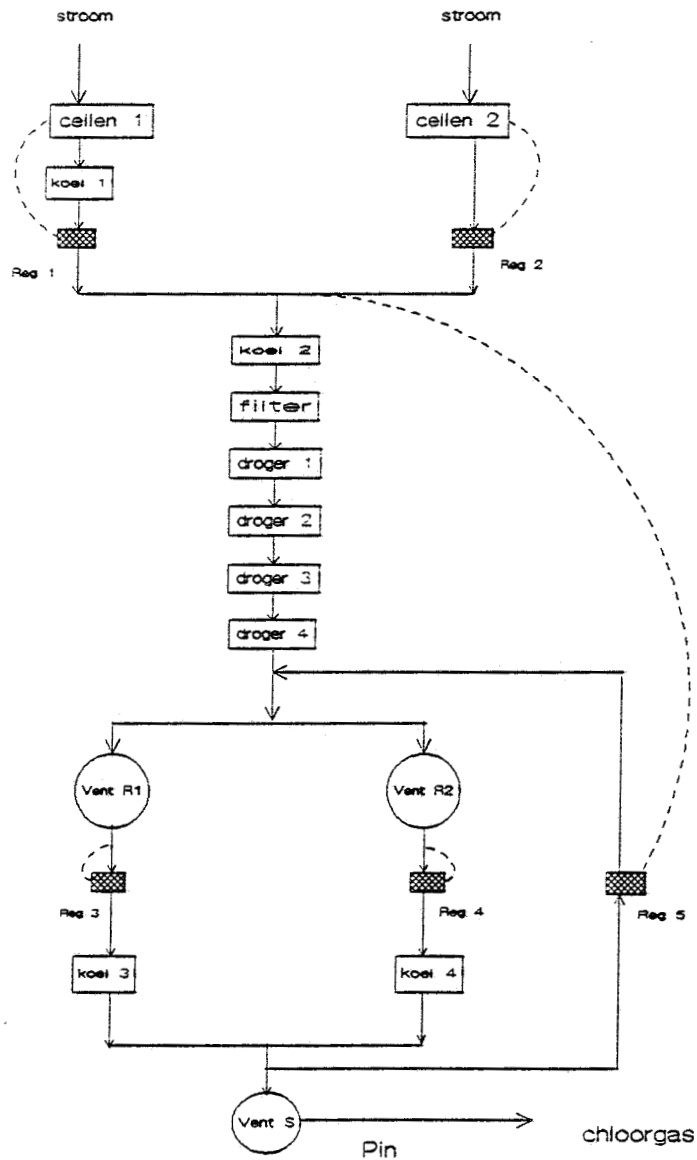 stroom stroom
cellen 1 cellen 2
koel 1
Reg 1 Reg 2
koel 2
filter
droger 1
droger 2
droger 3
droger 4
Vent R1 Vent R2
Reg 3 Reg 4 Reg 5
koel 3 koel 4
Vent S
Pin chloorgas